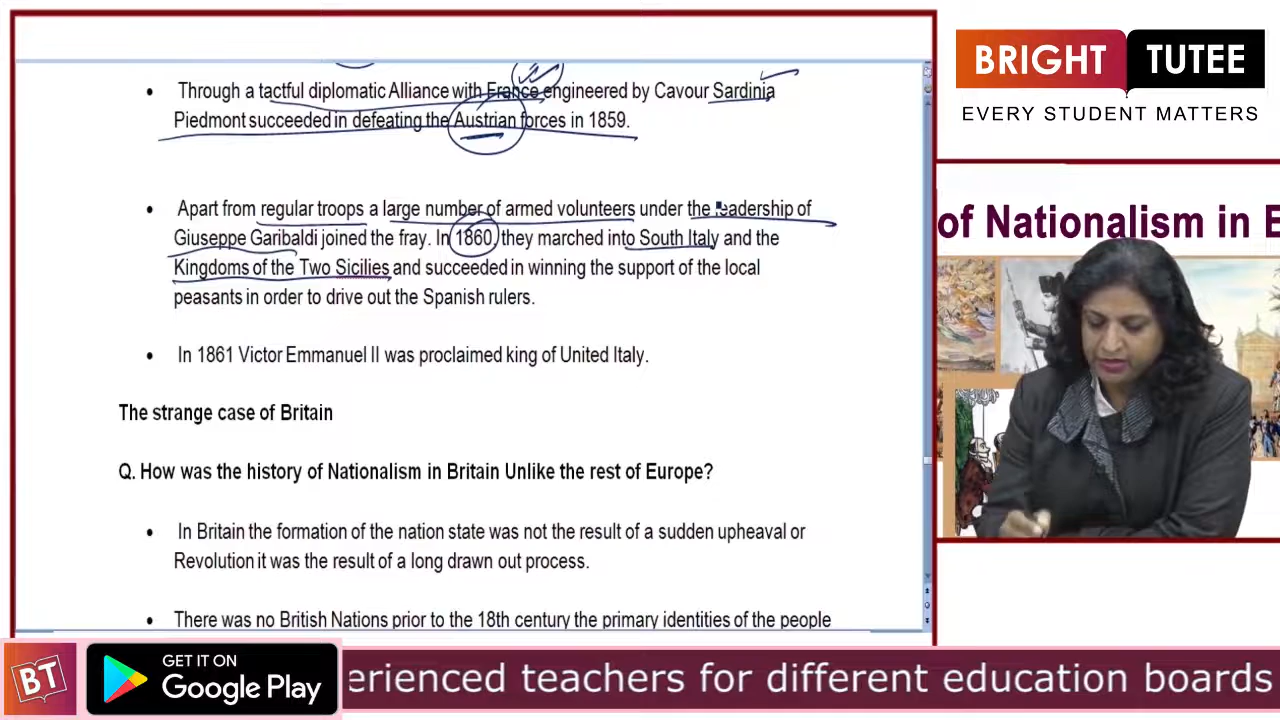 BRIGHT TUTEE
EVERY STUDENT MATTERS
• Through a tactful diplomatic Alliance with France engineered by Cavour Sardinia
Piedmont succeeded in defeating the Austrian forces in 1859.
• Apart from regular troops a large number of armed volunteers under the leadership of
Giuseppe Garibaldi joined the fray. In 1860, they marched into South Italy and the
Kingdoms of the Two Sicilies and succeeded in winning the support of the local
peasants in order to drive out the Spanish rulers.
• In 1861 Victor Emmanuel II was proclaimed king of United Italy.
The strange case of Britain
Q. How was the history of Nationalism in Britain Unlike the rest of Europe?
• In Britain the formation of the nation state was not the result of a sudden upheaval or
Revolution it was the result of a long drawn out process.
• There was no British Nations prior to the 18th century the primary identities of the people
of Nationalism in E
BT
GET IT ON
Google Play
erienced teachers for different education boards